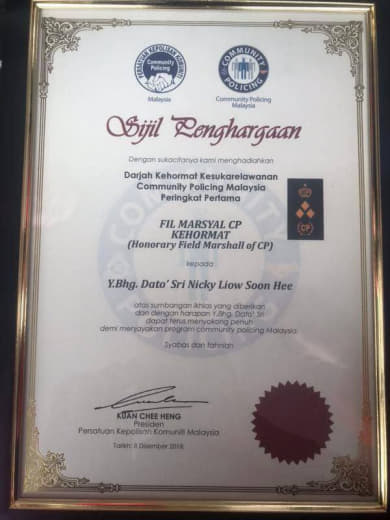 PERSATUAN KEPOLISAN KOMUNITI
Community
Policing
Malaysia
COMMUNITY
POLICING
Community Policing
Malaysia
Sijil Penghargaan
Dengan sukacitanya kami menghadiahkan
Darjah Kehormat Kesukarelawanan
Community Policing Malaysia
Peringkat Pertama
CP
FIL MARSYAL CP
KEHORMAT
(Honorary Field Marshall of CP)
kepada
Y.Bhg. Dato' Sri Nicky Liow Soon Hee
atas sumbangan ikhlas yang diberikan
dan dengan harapan Y.Bhg. Dato' Sri
dapat terus menyokong penuh
demi menjayakan program community policing Malaysia
Syabas dan tahniah
KUAN CHEE HENG
Presiden
Persatuan Kepolisan Komuniti Malaysia
Tarikh: Disember